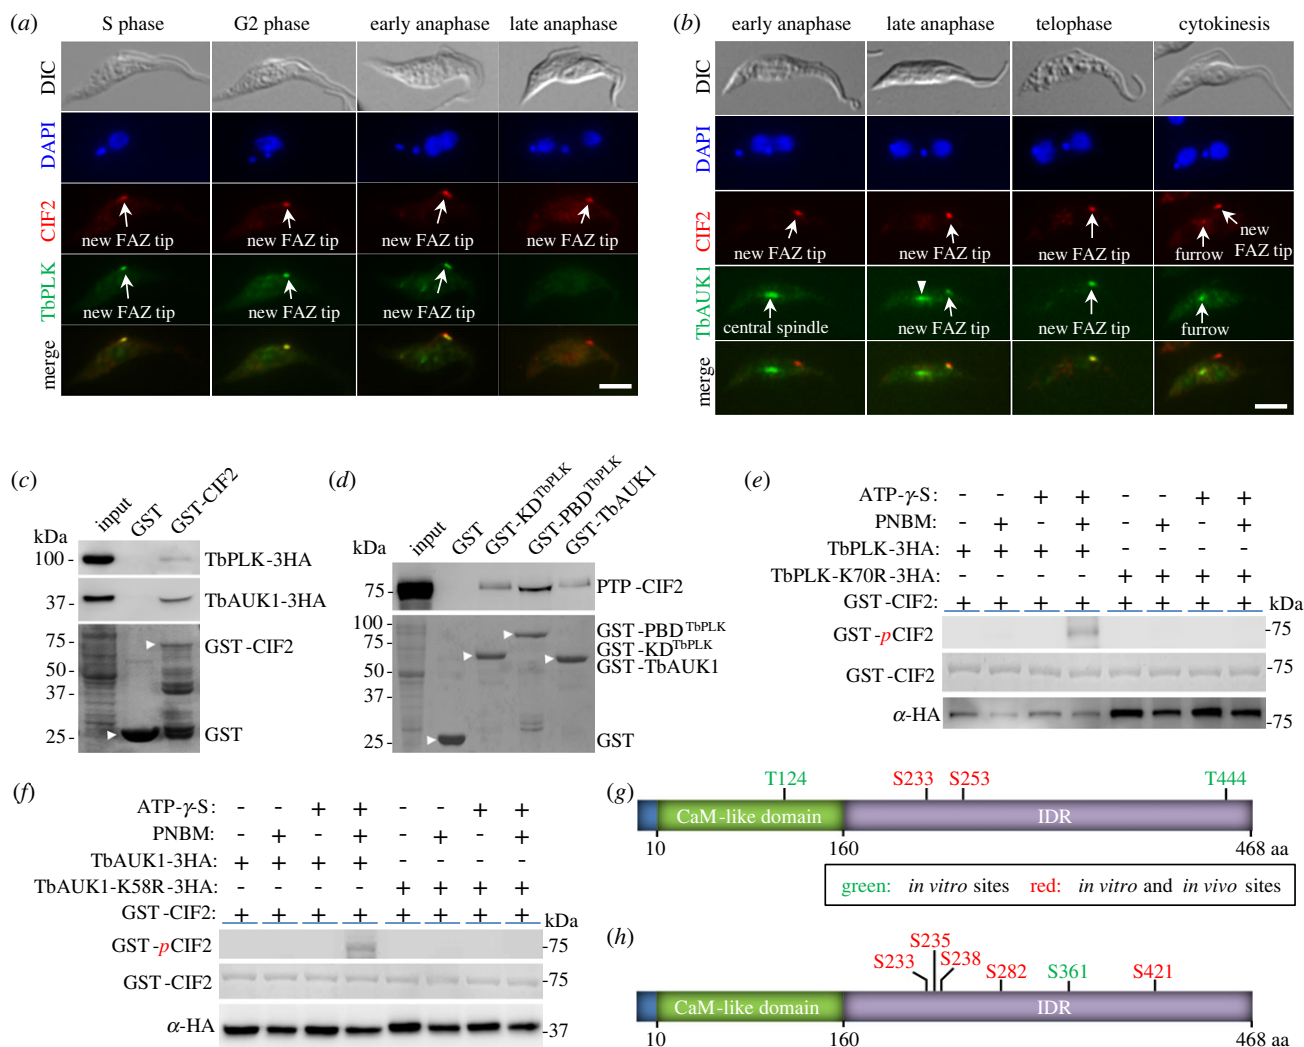 (a)
S phase G2 phase early anaphase late anaphase
DIC
DAPI
CIF2
new FAZ tip new FAZ tip new FAZ tip new FAZ tip
TbPLK
new FAZ tip new FAZ tip new FAZ tip
merge
(b)
early anaphase late anaphase telophase cytokinesis
DIC
DAPI
CIF2
new FAZ tip new FAZ tip new FAZ tip furrow new FAZ tip
TbAUK1
central spindle new FAZ tip new FAZ tip furrow
merge
(c)
input GST GST-CIF2
kDa
100 - TbPLK-3HA
37 - TbAUK1-3HA
75 - GST-CIF2
50 -
37 -
25 - GST
(d)
input GST GST-KD^TbPLK GST-PBD^TbPLK GST-TbAUK1
kDa
75 - PTP-CIF2
100 - GST-PBD^TbPLK
75 - GST-KD^TbPLK
50 - GST-TbAUK1
37 -
25 - GST
(e)
ATP-γ-S: - - + + - - + +
PNBM: - + - + - + - +
TbPLK-3HA: + + + + - - - -
TbPLK-K70R-3HA: - - - - + + + +
GST-CIF2: + + + + + + + + kDa
GST-pCIF2 -75
GST-CIF2 -75
α-HA -75
(f)
ATP-γ-S: - - + + - - + +
PNBM: - + - + - + - +
TbAUK1-3HA: + + + + - - - -
TbAUK1-K58R-3HA: - - - - + + + +
GST-CIF2: + + + + + + + + kDa
GST-pCIF2 -75
GST-CIF2 -75
α-HA -37
(g)
T124 S233 S253 T444
CaM-like domain IDR
10 160 468 aa
green: in vitro sites red: in vitro and in vivo sites
(h)
S235
S233 S238 S282 S361 S421
CaM-like domain IDR
10 160 468 aa